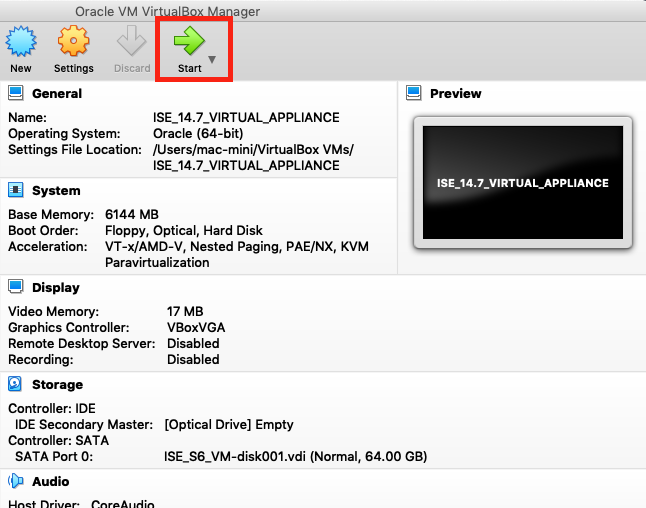 Oracle VM VirtualBox Manager
New
Settings
Discard
Start
General
Name: ISE_14.7_VIRTUAL_APPLIANCE
Operating System: Oracle (64-bit)
Settings File Location: /Users/mac-mini/VirtualBox VMs/
ISE_14.7_VIRTUAL_APPLIANCE
Preview
ISE_14.7_VIRTUAL_APPLIANCE
System
Base Memory: 6144 MB
Boot Order: Floppy, Optical, Hard Disk
Acceleration: VT-x/AMD-V, Nested Paging, PAE/NX, KVM
Paravirtualization
Display
Video Memory: 17 MB
Graphics Controller: VBoxVGA
Remote Desktop Server: Disabled
Recording: Disabled
Storage
Controller: IDE
IDE Secondary Master: [Optical Drive] Empty
Controller: SATA
SATA Port 0: ISE_S6_VM-disk001.vdi (Normal, 64.00 GB)
Audio
Host Driver: CoreAudio